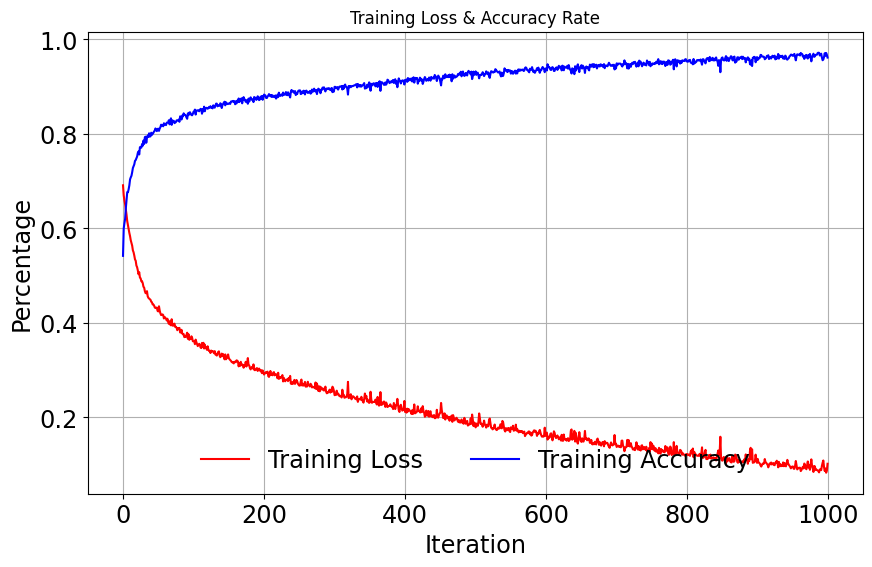 Training Loss & Accuracy Rate
1.0
0.8
0.6
0.4
0.2
Percentage
Training Loss Training Accuracy
0 200 400 600 800 1000
Iteration